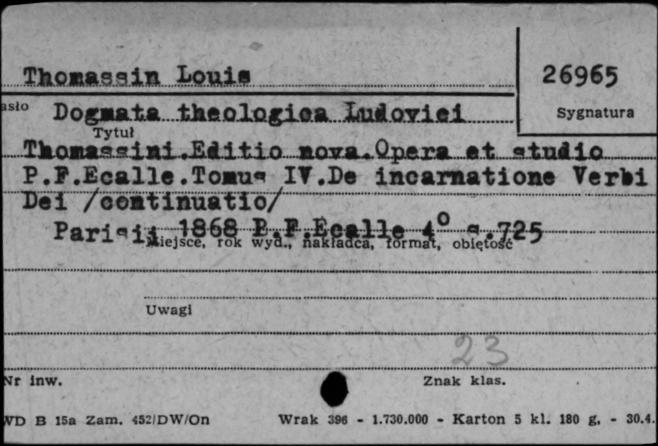 Thomassin Louis
26965
asło Dogmata theologica Ludovici
Sygnatura
Tytuł
Thomassini.Editio nova.Opera et studio
P.F.Ecalle.Tomus IV.De incarnatione Verbi
Dei /continuatio/
Parisii 1868 P.F.Ecalle 4° s.725
Miejsce, rok wyd., nakładca, format, objętość
Uwagi
23
Nr inw.
Znak klas.
WD B 15a Zam. 452/DW/On
Wrak 396 - 1.730.000 - Karton 5 kl. 180 g. - 30.4.